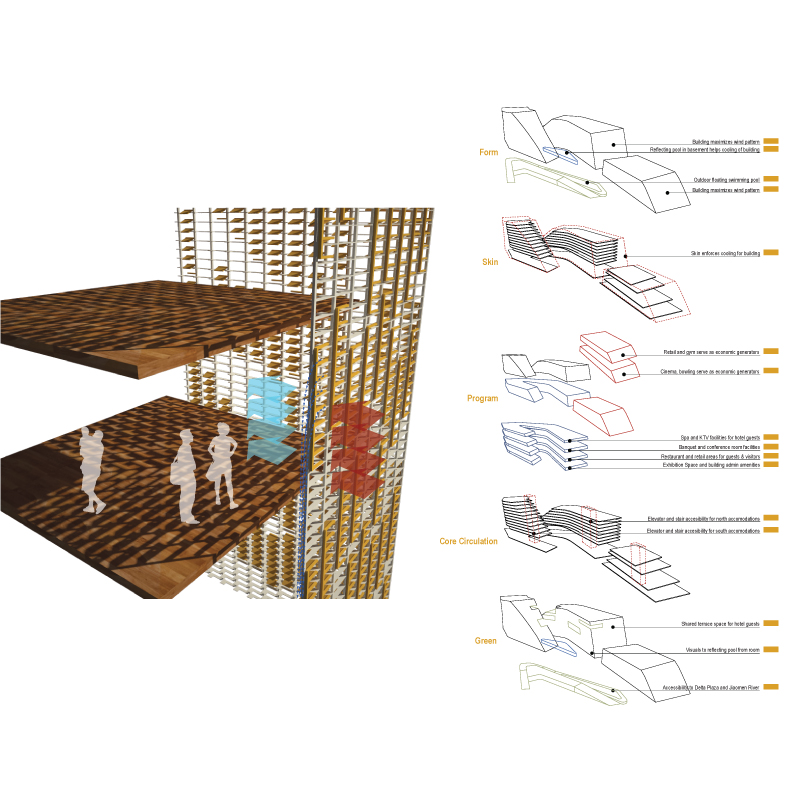 Form
Building maximizes wind pattern
Reflecting pool in basement helps cooling of building
Outdoor floating swimming pool
Building maximizes wind pattern
Skin
Skin enforces cooling for building
Program
Retail and gym serve as economic generators
Cinema, bowling serve as economic generators
Spa and KTV facilities for hotel guests
Banquet and conference room facilities
Restaurant and retail areas for guests & visitors
Exhibition Space and building admin amenities
Core Circulation
Elevator and stair accesibility for north accomodations
Elevator and stair accesibility for south accomodations
Green
Shared terrace space for hotel guests
Visuals to reflecting pool from room
Accessibility to Delta Plaza and Jiaomen River